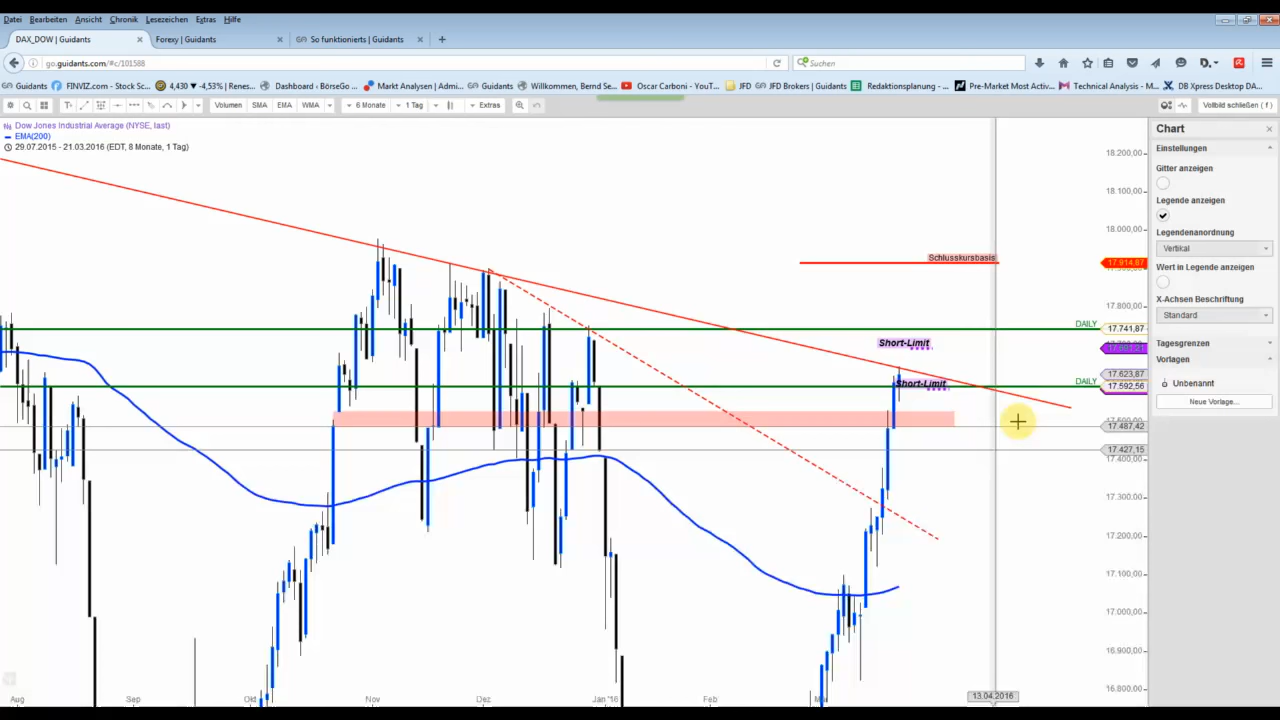 Datei Bearbeiten Ansicht Chronik Lesezeichen Extras Hilfe
DAX_DOW | Guidants Forexy | Guidants So funktionierts | Guidants
go.guidants.com/#c/101588 Suchen
Guidants FINVIZ.com - Stock Sc... 4,430 ▼ -4,53% | Renes... Dashboard ‹ BörseGo... Markt Analysen | Admi... Guidants Willkommen, Bernd Se... Oscar Carboni - YouT... JFD JFD Brokers | Guidants Redaktionsplanung - ... Pre-Market Most Activ... Technical Analysis - M... DB Xpress Desktop DA...
Volumen SMA EMA WMA 6 Monate 1 Tag Extras Vollbild schließen ( f )
Dow Jones Industrial Average (NYSE, last)
EMA(200)
29.07.2015 - 21.03.2016 (EDT, 8 Monate, 1 Tag)
Chart
Einstellungen
Gitter anzeigen
Legende anzeigen
Legendenanordnung
Vertikal
Wert in Legende anzeigen
X-Achsen Beschriftung
Standard
Tagesgrenzen
Vorlagen
Unbenannt
Neue Vorlage...
18.200,00
18.100,00
18.000,00
Schlusskursbasis
17.914,87
17.800,00
DAILY
17.741,87
Short-Limit
17.623,87
DAILY
Short-Limit
17.592,56
17.487,42
17.427,15
17.400,00
17.300,00
17.200,00
17.100,00
17.000,00
16.900,00
16.800,00
Aug Sep Okt Nov Dez Jan '16 Feb 13.04.2016